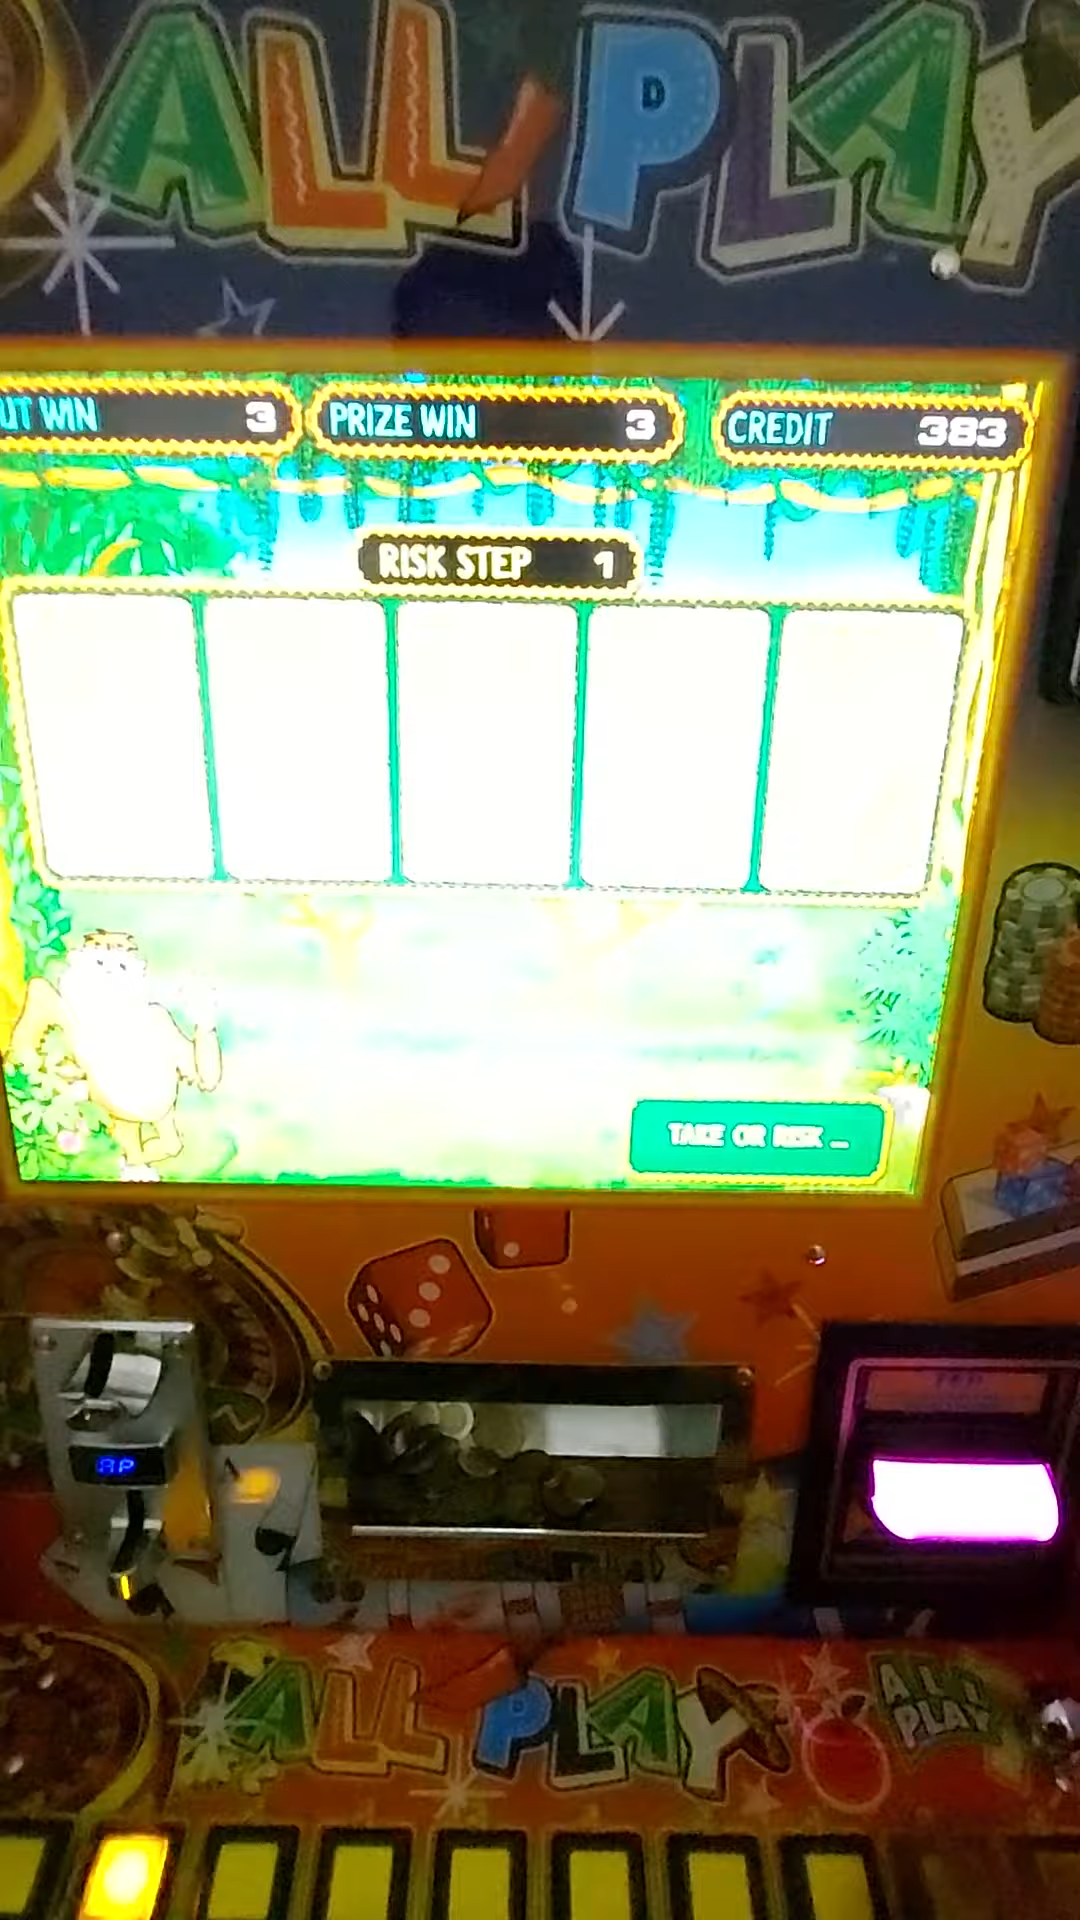 ALL PLAY
UT WIN 3
PRIZE WIN 3
CREDIT 383
RISK STEP 1
TAKE OR RISK ...
AP
ALL PLAY
ALL
PLAY